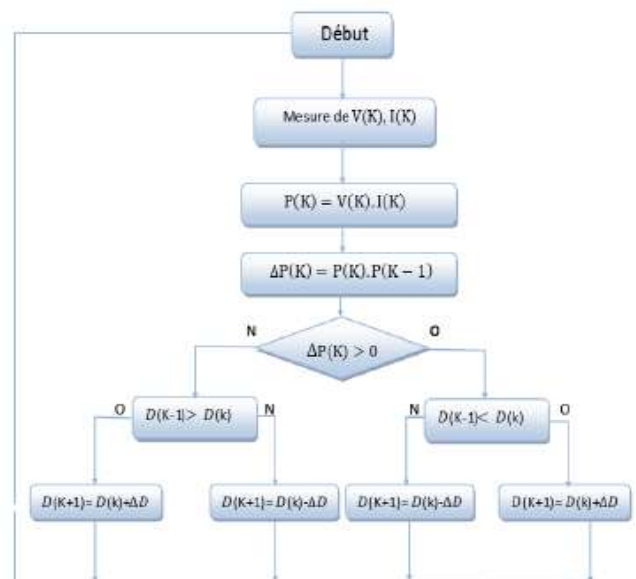 Début
Mesure de V(K), I(K)
P(K) = V(K).I(K)
ΔP(K) = P(K).P(K − 1)
N
O
ΔP(K) > 0
O
D(K-1)> D(k)
N
N
D(K-1)< D(k)
O
D(K+1)= D(k)+ΔD
D(K+1)= D(k)-ΔD
D(K+1)= D(k)-ΔD
D(K+1)= D(k)+ΔD